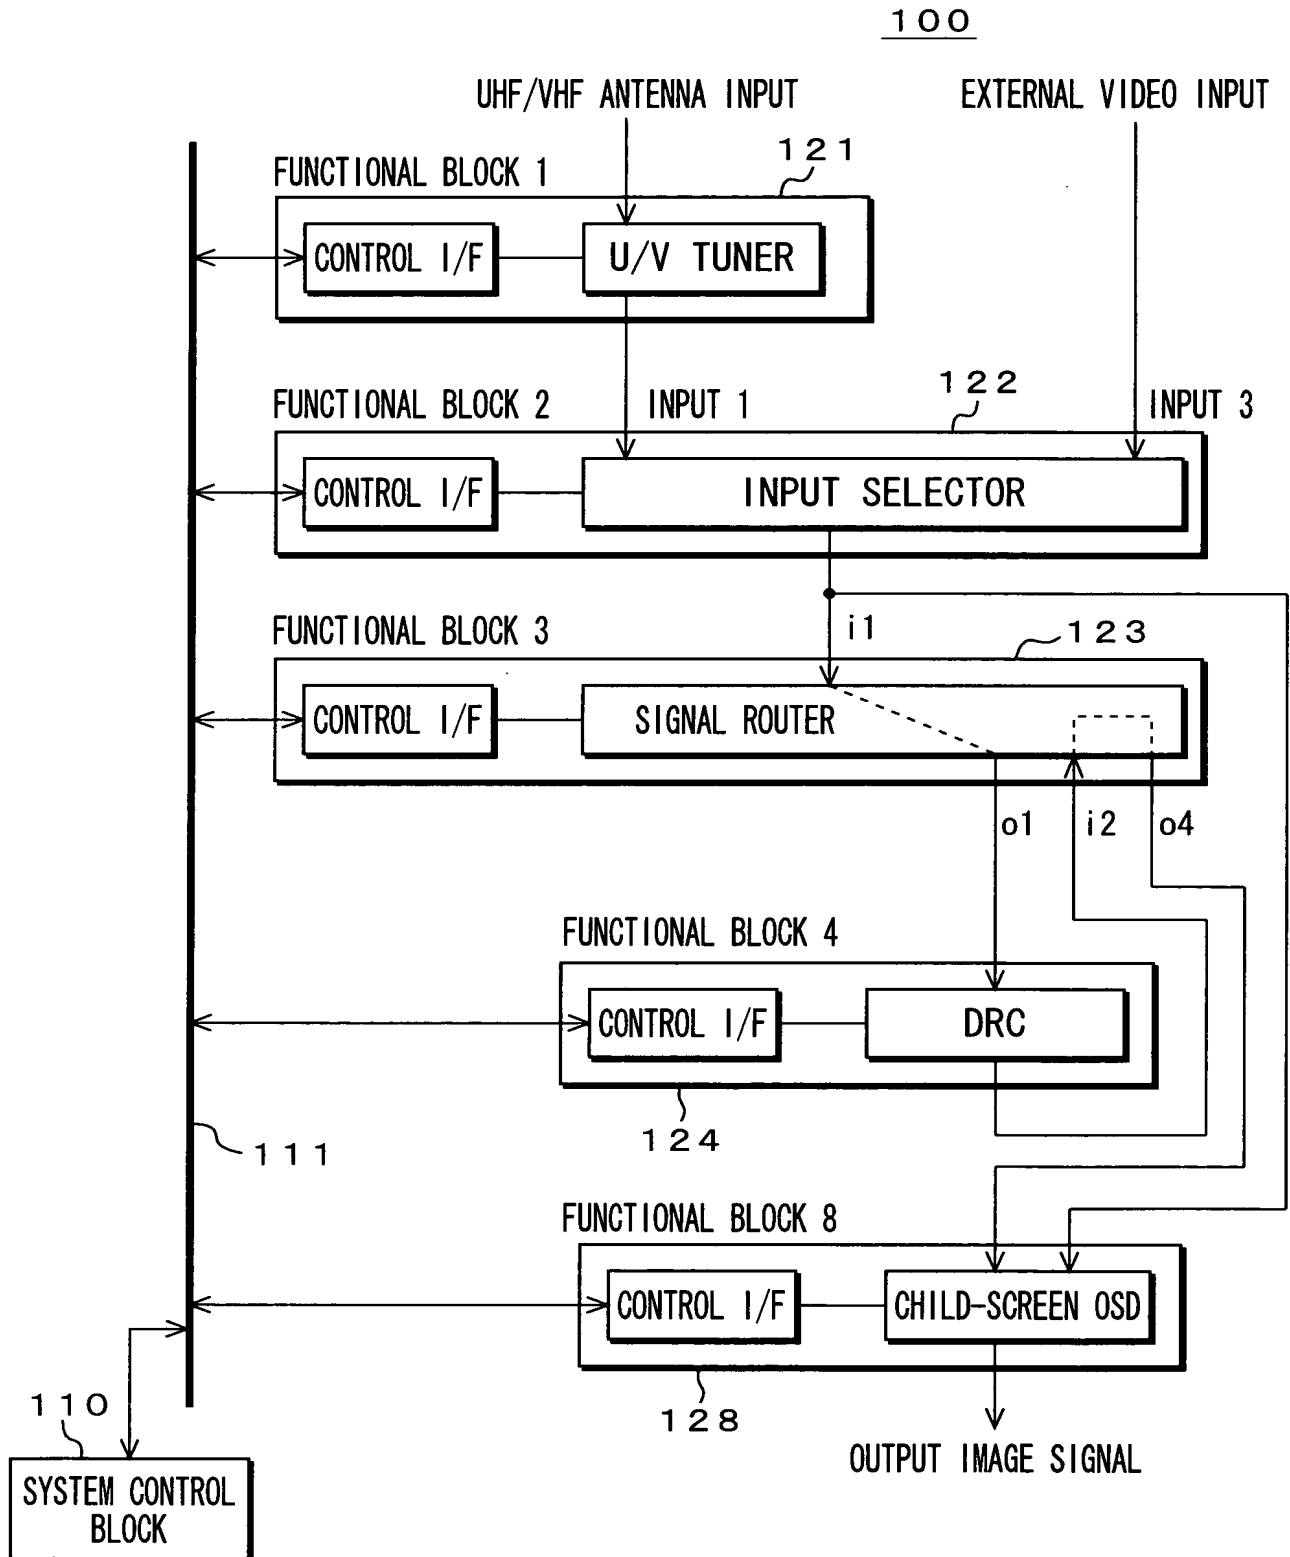 100
UHF/VHF ANTENNA INPUT
EXTERNAL VIDEO INPUT
FUNCTIONAL BLOCK 1
121
CONTROL I/F
U/V TUNER
FUNCTIONAL BLOCK 2
INPUT 1
122
INPUT 3
CONTROL I/F
INPUT SELECTOR
i1
FUNCTIONAL BLOCK 3
123
CONTROL I/F
SIGNAL ROUTER
o1
i2
o4
FUNCTIONAL BLOCK 4
CONTROL I/F
DRC
124
111
FUNCTIONAL BLOCK 8
CONTROL I/F
CHILD-SCREEN OSD
128
110
OUTPUT IMAGE SIGNAL
SYSTEM CONTROL
BLOCK